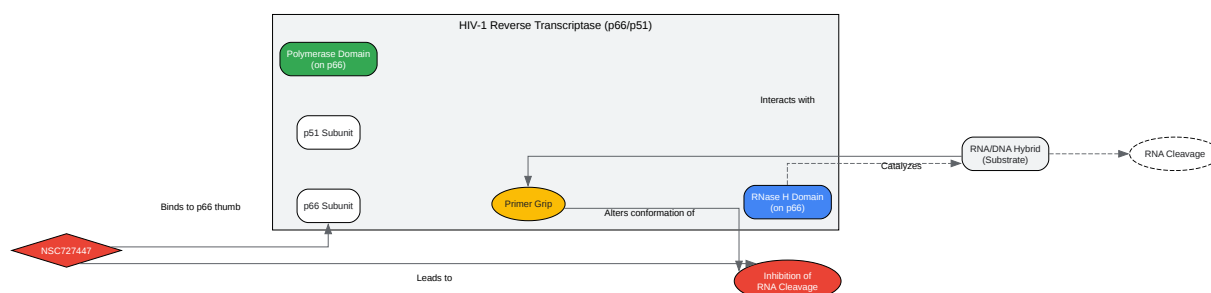 HIV-1 Reverse Transcriptase (p66/p51)
Polymerase Domain
(on p66)
Interacts with
p51 Subunit
RNA/DNA Hybrid
(Substrate)
RNA Cleavage
Catalyzes
Binds to p66 thumb
p66 Subunit
Primer Grip
Alters conformation of
RNase H Domain
(on p66)
NSC727447
Leads to
Inhibition of
RNA Cleavage